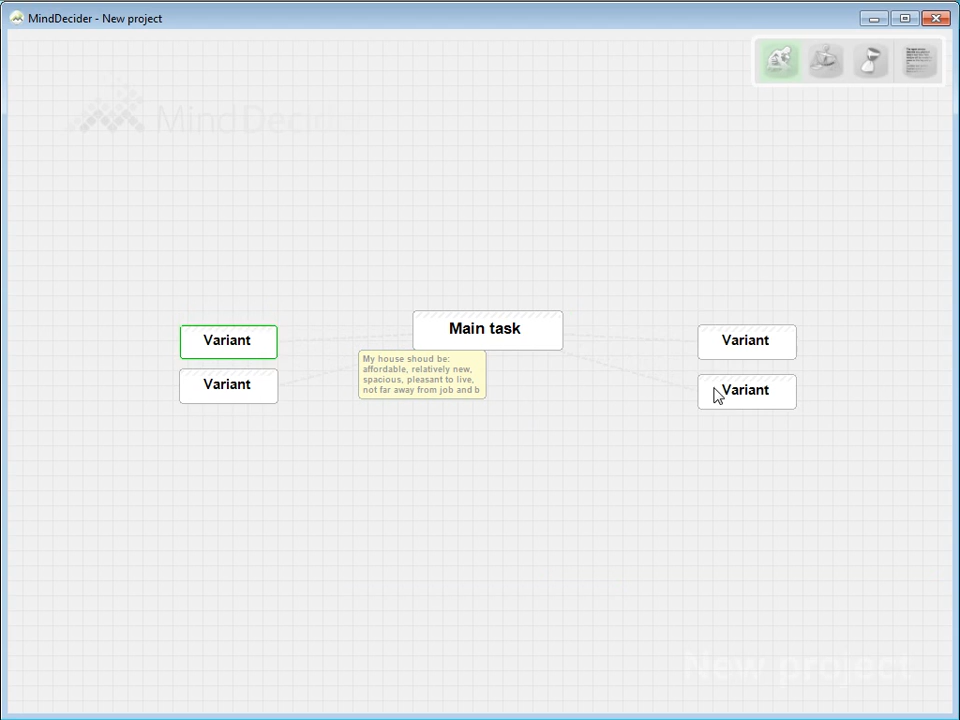 MindDecider - New project
MindDecider
Main task
Variant
Variant
My house shoud be:
affordable, relatively new,
spacious, pleasant to live,
not far away from job and b
Variant
Variant
New project